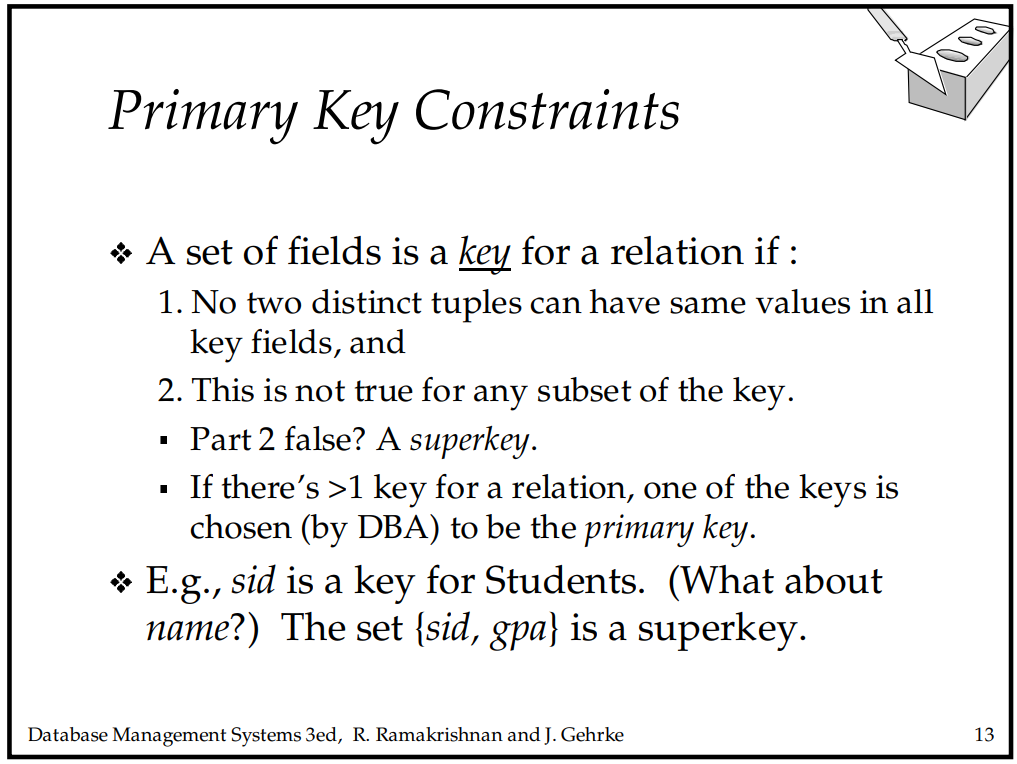 Primary Key Constraints
❖ A set of fields is a key for a relation if :
1. No two distinct tuples can have same values in all
key fields, and
2. This is not true for any subset of the key.
▪ Part 2 false? A superkey.
▪ If there’s >1 key for a relation, one of the keys is
chosen (by DBA) to be the primary key.
❖ E.g., sid is a key for Students. (What about
name?) The set {sid, gpa} is a superkey.
Database Management Systems 3ed, R. Ramakrishnan and J. Gehrke 13